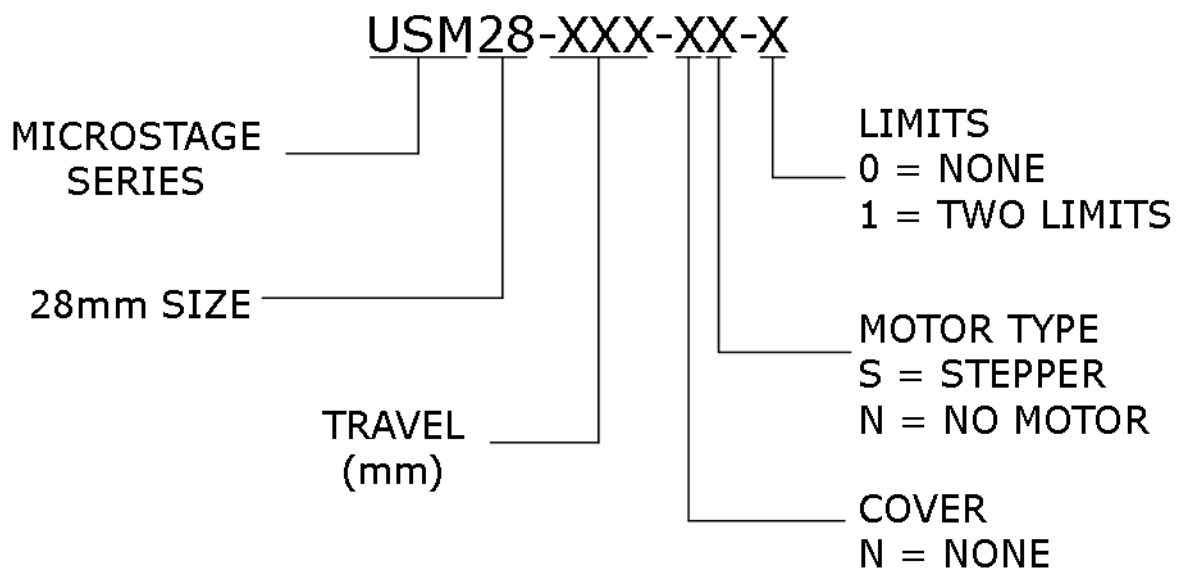 USM28-XXX-XX-X
MICROSTAGE
SERIES
28mm SIZE
TRAVEL
(mm)
LIMITS
0 = NONE
1 = TWO LIMITS
MOTOR TYPE
S = STEPPER
N = NO MOTOR
COVER
N = NONE